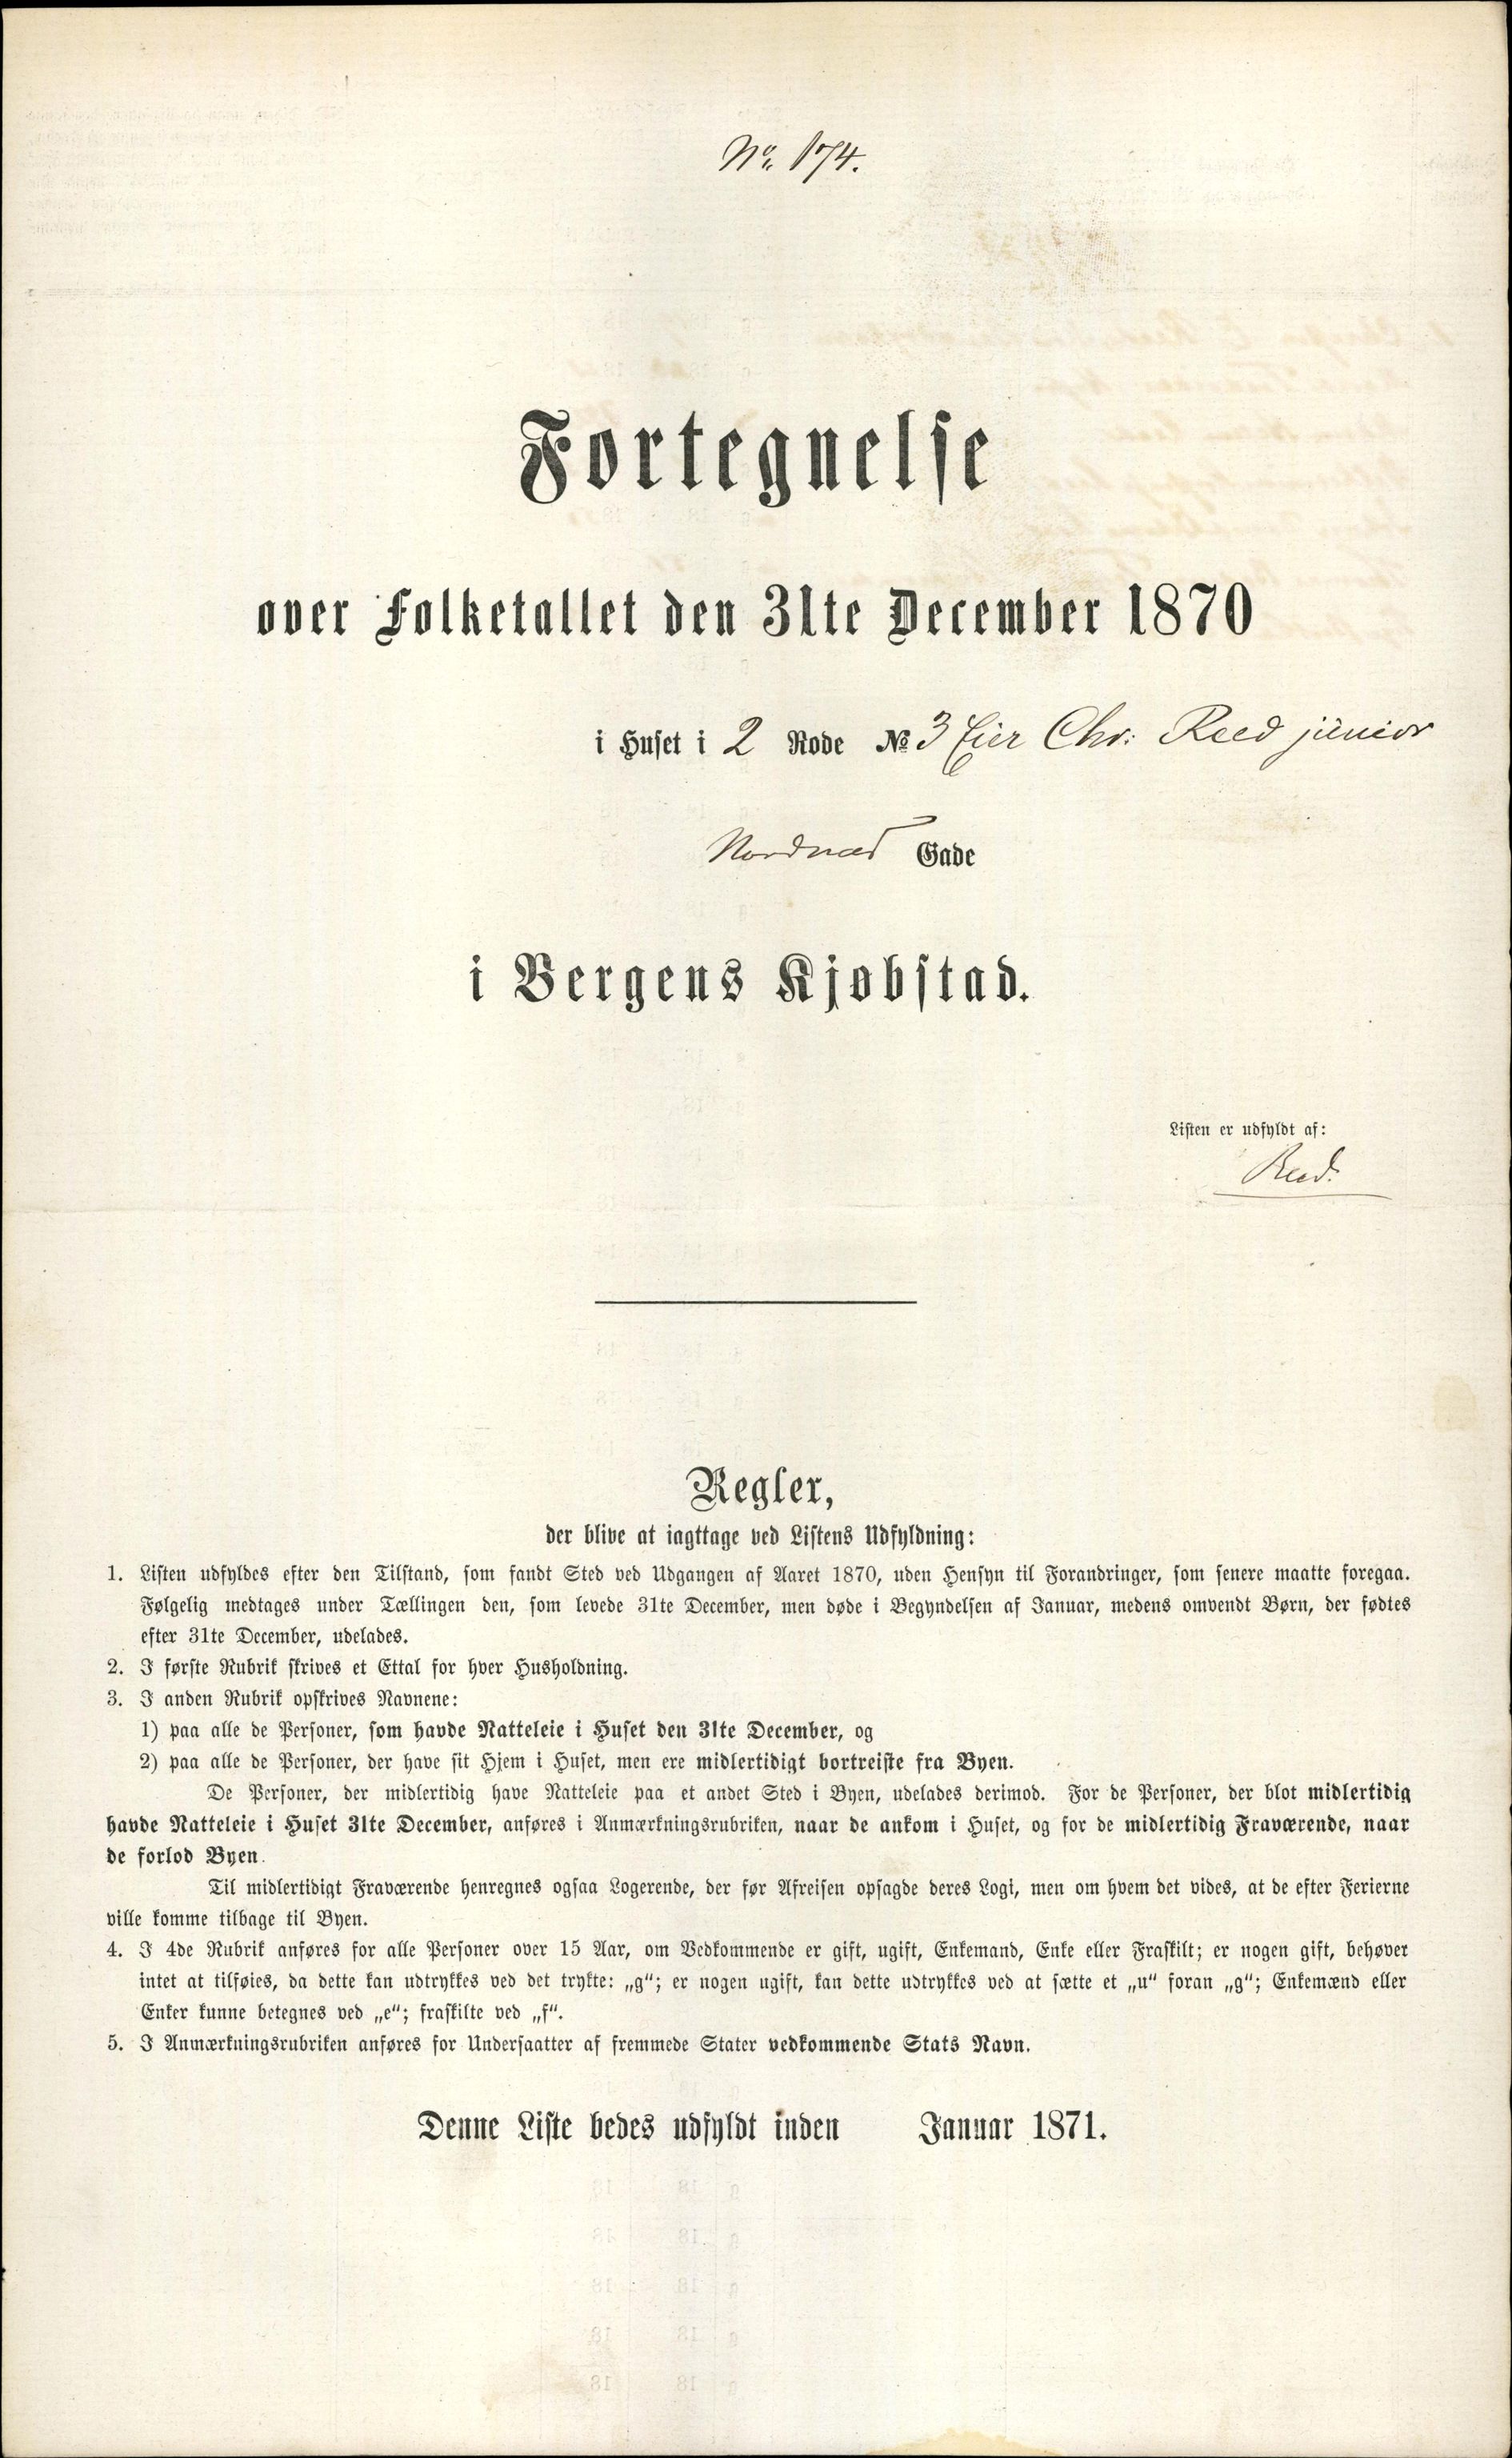 No. 174.
Fortegnelse
over Folketallet den 31te December 1870
i Huset i 2 Rode № 3 Eier Chr: Reed junior
Nordnæs Gade
i Bergens Kjøbstad.
Listen er udfyldt af:
Reed.
Regler,
der blive at iagttage ved Listens Udfyldning:
1. Listen udfyldes efter den Tilstand, som fandt Sted ved Udgangen af Aaret 1870, uden Hensyn til Forandringer, som senere maatte foregaa.
Følgelig medtages under Tællingen den, som levede 31te December, men døde i Begyndelsen af Januar, medens omvendt Børn, der fødtes
efter 31te December, udelades.
2. I første Rubrik skrives et Ettal for hver Husholdning.
3. I anden Rubrik opskrives Navnene:
1) paa alle de Personer, som havde Natteleie i Huset den 31te December, og
2) paa alle de Personer, der have sit Hjem i Huset, men ere midlertidigt bortreiste fra Byen.
De Personer, der midlertidig have Natteleie paa et andet Sted i Byen, udelades derimod. For de Personer, der blot midlertidig
havde Natteleie i Huset 31te December, anføres i Anmærkningsrubriken, naar de ankom i Huset, og for de midlertidig Fraværende, naar
de forlod Byen.
Til midlertidigt Fraværende henregnes ogsaa Logerende, der før Afreisen opsagde deres Logi, men om hvem det vides, at de efter Ferierne
ville komme tilbage til Byen.
4. I 4de Rubrik anføres for alle Personer over 15 Aar, om Vedkommende er gift, ugift, Enkemand, Enke eller Fraskilt; er nogen gift, behøver
intet at tilføies, da dette kan udtrykkes ved det trykte: „g“; er nogen ugift, kan dette udtrykkes ved at sætte et „u“ foran „g“; Enkemænd eller
Enker kunne betegnes ved „e“; fraskilte ved „f“.
5. I Anmærkningsrubriken anføres for Undersaatter af fremmede Stater vedkommende Stats Navn.
Denne Liste bedes udfyldt inden Januar 1871.